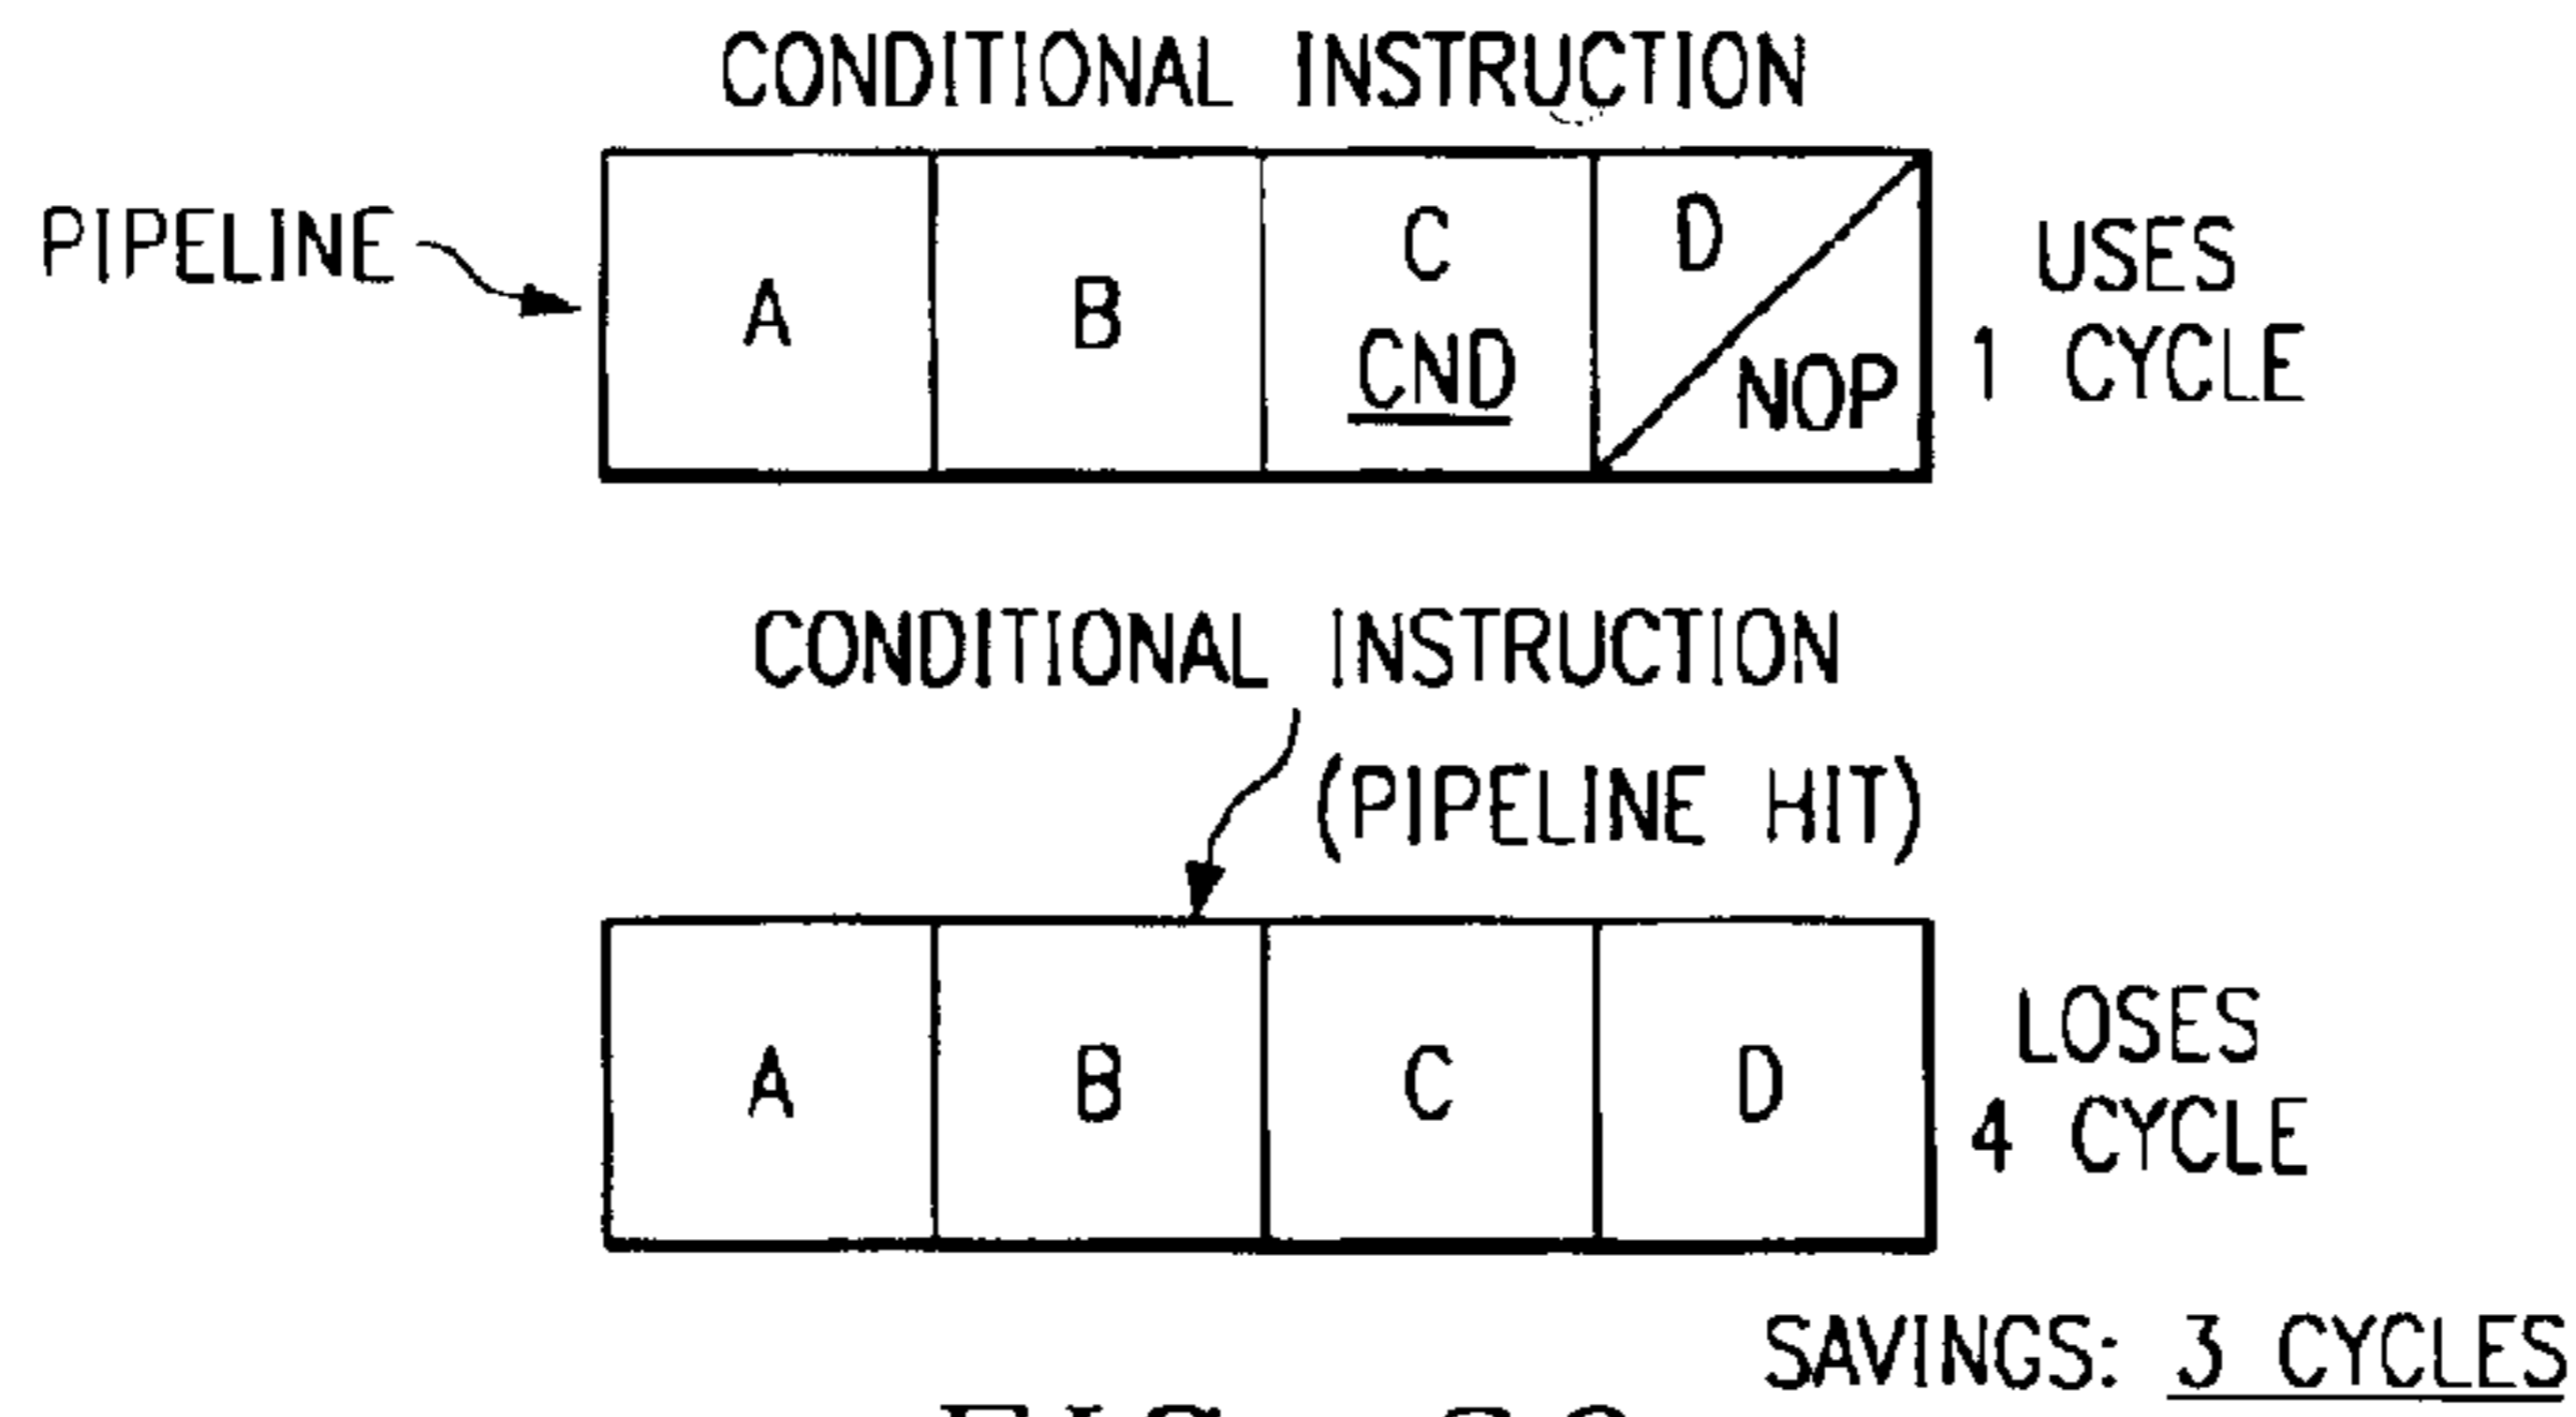 CONDITIONAL INSTRUCTION
PIPELINE
A
B
C
CND
D
NOP
USES
1 CYCLE
CONDITIONAL INSTRUCTION
(PIPELINE HIT)
A
B
C
D
LOSES
4 CYCLE
SAVINGS: 3 CYCLES